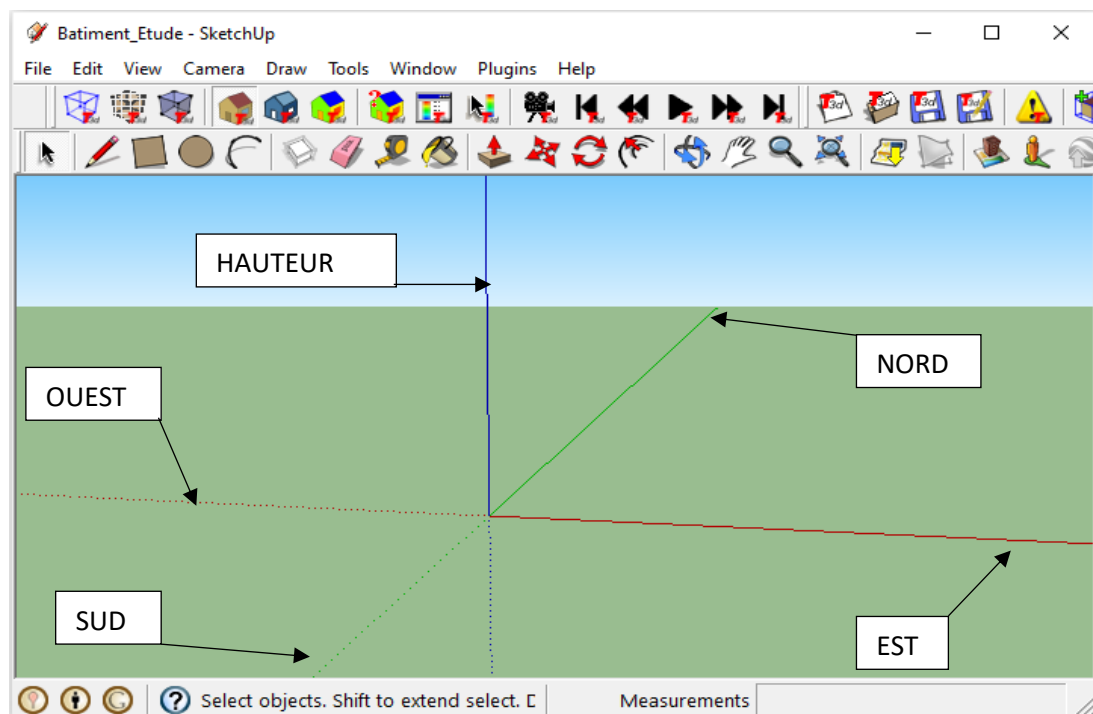 Batiment_Etude - SketchUp
File Edit View Camera Draw Tools Window Plugins Help
HAUTEUR
NORD
OUEST
SUD
EST
Select objects. Shift to extend select. D
Measurements